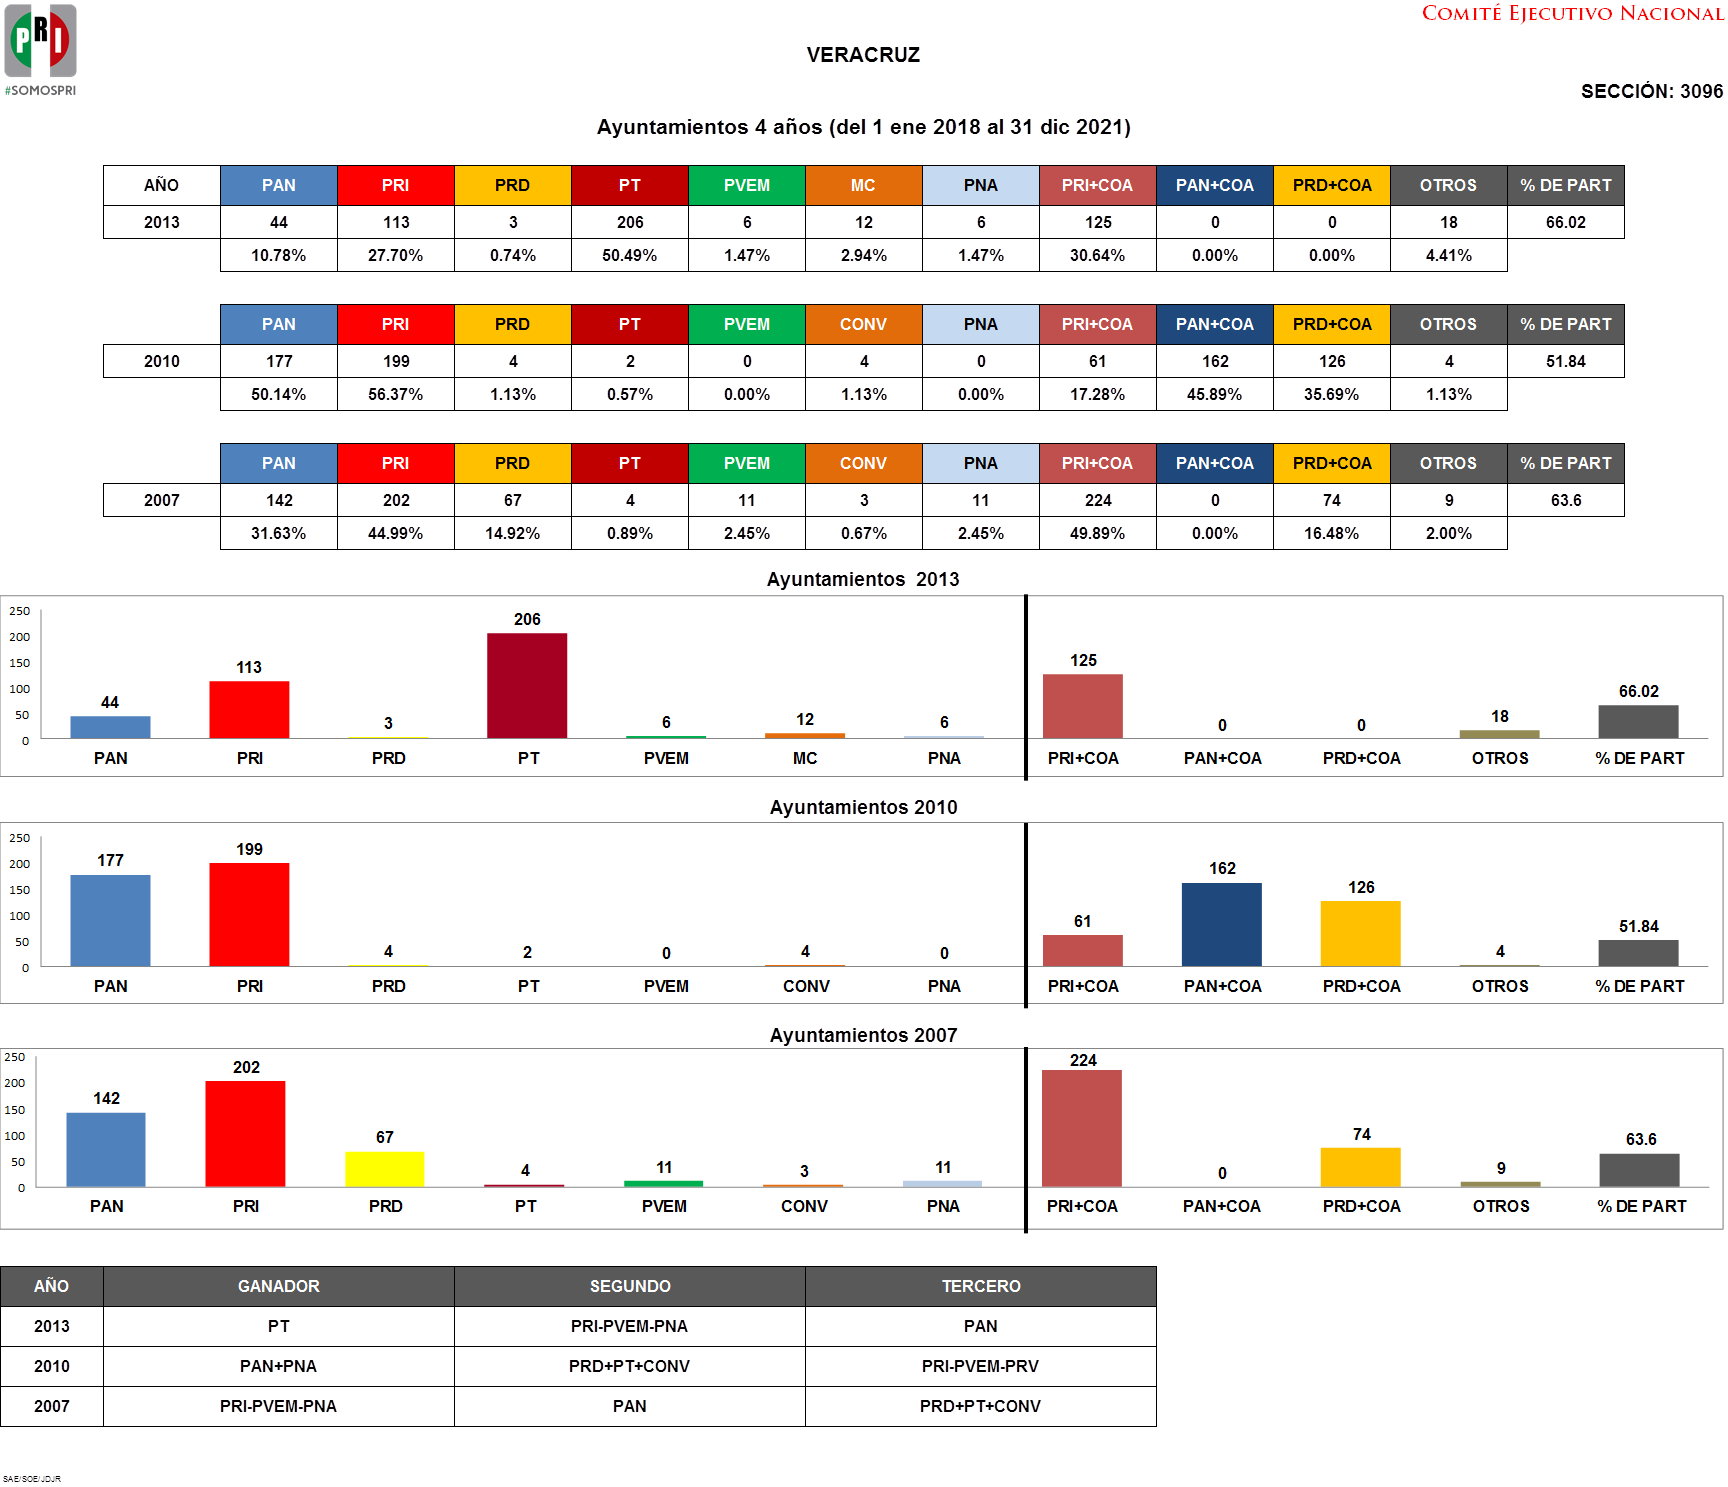 PRI
#SOMOSPRI
COMITÉ EJECUTIVO NACIONAL
VERACRUZ
SECCIÓN: 3096
Ayuntamientos 4 años (del 1 ene 2018 al 31 dic 2021)
AÑO PAN PRI PRD PT PVEM MC PNA PRI+COA PAN+COA PRD+COA OTROS % DE PART
2013 44 113 3 206 6 12 6 125 0 0 18 66.02
10.78% 27.70% 0.74% 50.49% 1.47% 2.94% 1.47% 30.64% 0.00% 0.00% 4.41%
PAN PRI PRD PT PVEM CONV PNA PRI+COA PAN+COA PRD+COA OTROS % DE PART
2010 177 199 4 2 0 4 0 61 162 126 4 51.84
50.14% 56.37% 1.13% 0.57% 0.00% 1.13% 0.00% 17.28% 45.89% 35.69% 1.13%
PAN PRI PRD PT PVEM CONV PNA PRI+COA PAN+COA PRD+COA OTROS % DE PART
2007 142 202 67 4 11 3 11 224 0 74 9 63.6
31.63% 44.99% 14.92% 0.89% 2.45% 0.67% 2.45% 49.89% 0.00% 16.48% 2.00%
Ayuntamientos 2013
250
200
150
100
50
0
44 113 3 206 6 12 6 125 0 0 18 66.02
PAN PRI PRD PT PVEM MC PNA PRI+COA PAN+COA PRD+COA OTROS % DE PART
Ayuntamientos 2010
250
200
150
100
50
0
177 199 4 2 0 4 0 61 162 126 4 51.84
PAN PRI PRD PT PVEM CONV PNA PRI+COA PAN+COA PRD+COA OTROS % DE PART
Ayuntamientos 2007
250
200
150
100
50
0
142 202 67 4 11 3 11 224 0 74 9 63.6
PAN PRI PRD PT PVEM CONV PNA PRI+COA PAN+COA PRD+COA OTROS % DE PART
AÑO GANADOR SEGUNDO TERCERO
2013 PT PRI-PVEM-PNA PAN
2010 PAN+PNA PRD+PT+CONV PRI-PVEM-PRV
2007 PRI-PVEM-PNA PAN PRD+PT+CONV
SAE/SOE/JDJR